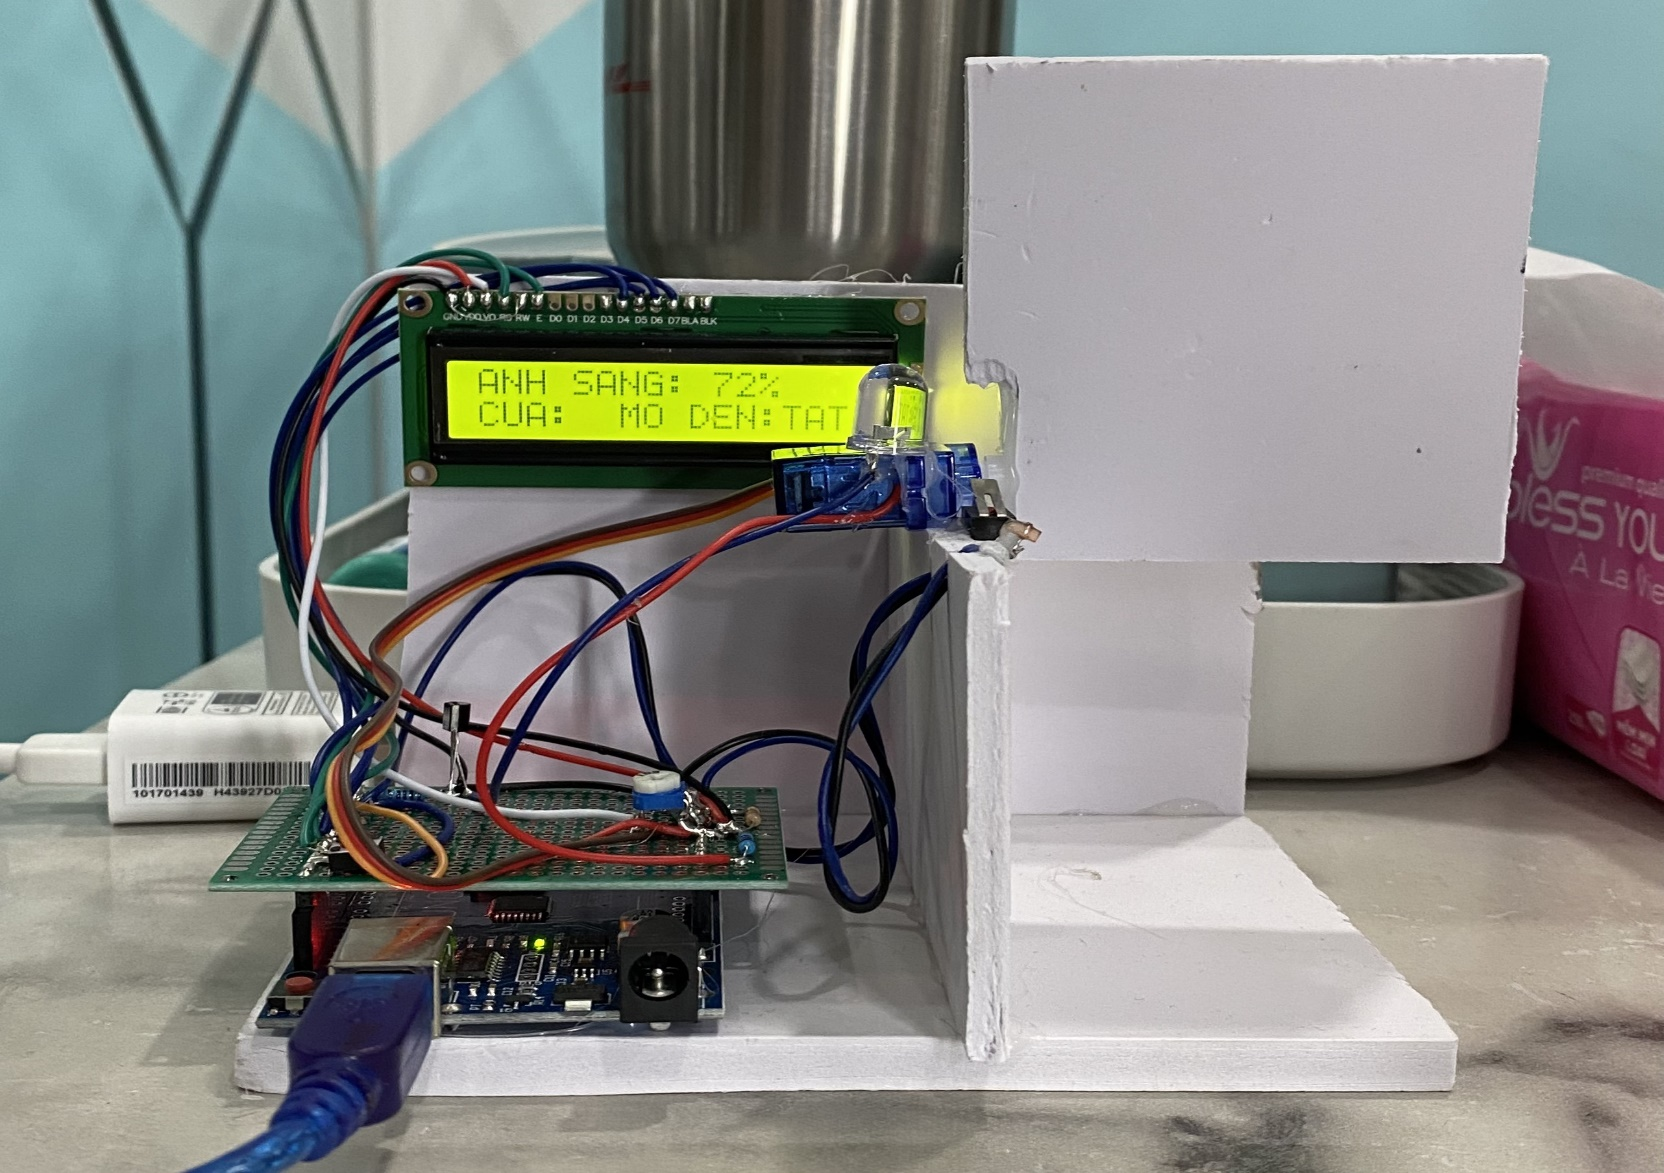 GND VDD VO RS RW E D0 D1 D2 D3 D4 D5 D6 D7 BLA BLK
ANH SANG: 72%
CUA: MO DEN:TAT
premium
bless YOU
À La Vie
101701439 H43927D0